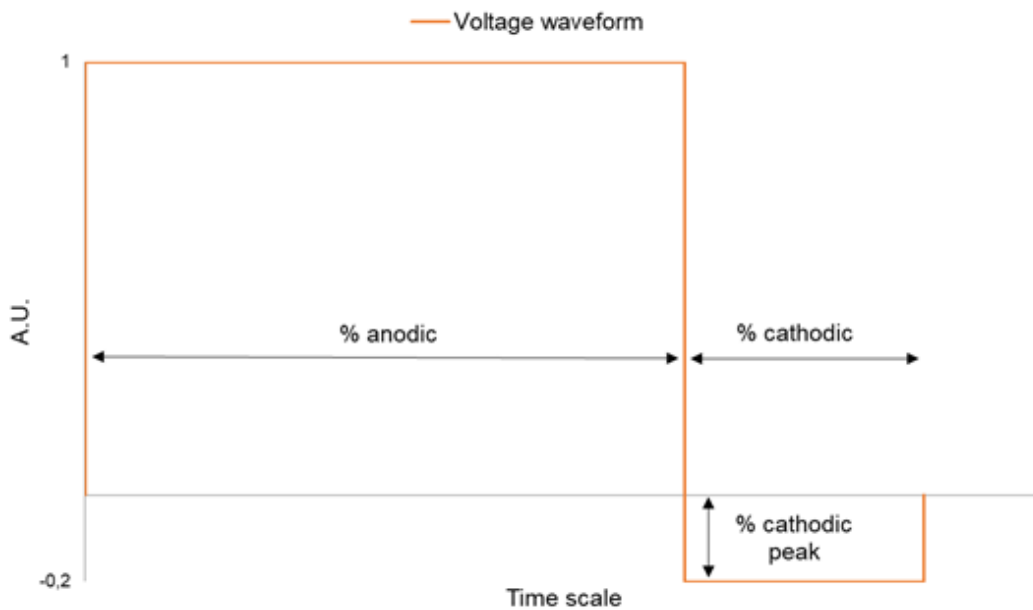 Voltage waveform
1
A.U.
% anodic
% cathodic
% cathodic
peak
-0,2
Time scale